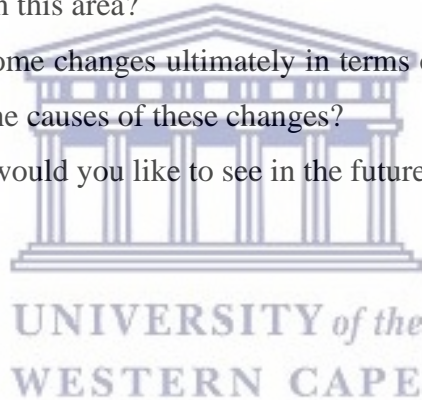 this area?
ome changes ultimately in terms
e causes of these changes?
would you like to see in the future
UNIVERSITY of the
WESTERN CAPE